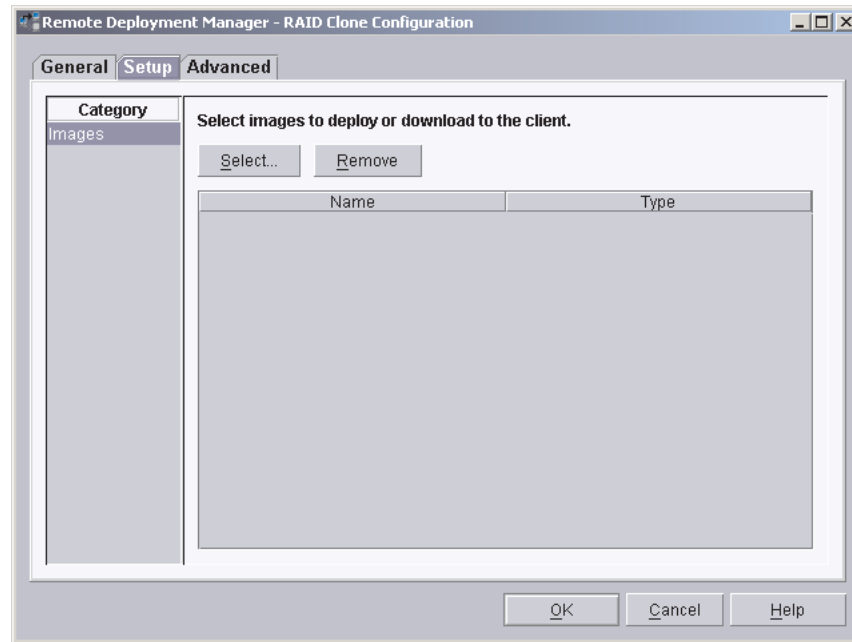 Remote Deployment Manager - RAID Clone Configuration
General Setup Advanced
Category
Images
Select images to deploy or download to the client.
Select... Remove
Name Type
OK Cancel Help